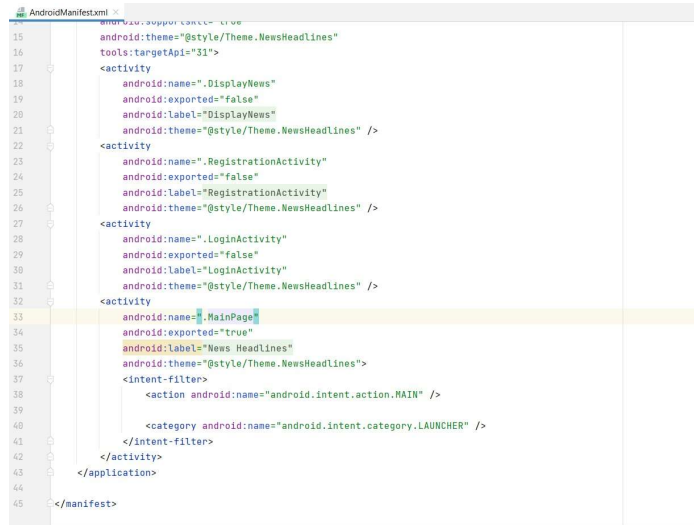 AndroidManifest.xml
14 android:supportsRtl="true"
15 android:theme="@style/Theme.NewsHeadlines"
16 tools:targetApi="31">
17 <activity
18 android:name=".DisplayNews"
19 android:exported="false"
20 android:label="DisplayNews"
21 android:theme="@style/Theme.NewsHeadlines" />
22 <activity
23 android:name=".RegistrationActivity"
24 android:exported="false"
25 android:label="RegistrationActivity"
26 android:theme="@style/Theme.NewsHeadlines" />
27 <activity
28 android:name=".LoginActivity"
29 android:exported="false"
30 android:label="LoginActivity"
31 android:theme="@style/Theme.NewsHeadlines" />
32 <activity
33 android:name=".MainPage"
34 android:exported="true"
35 android:label="News Headlines"
36 android:theme="@style/Theme.NewsHeadlines">
37 <intent-filter>
38 <action android:name="android.intent.action.MAIN" />
39
40 <category android:name="android.intent.category.LAUNCHER" />
41 </intent-filter>
42 </activity>
43 </application>
44
45 </manifest>